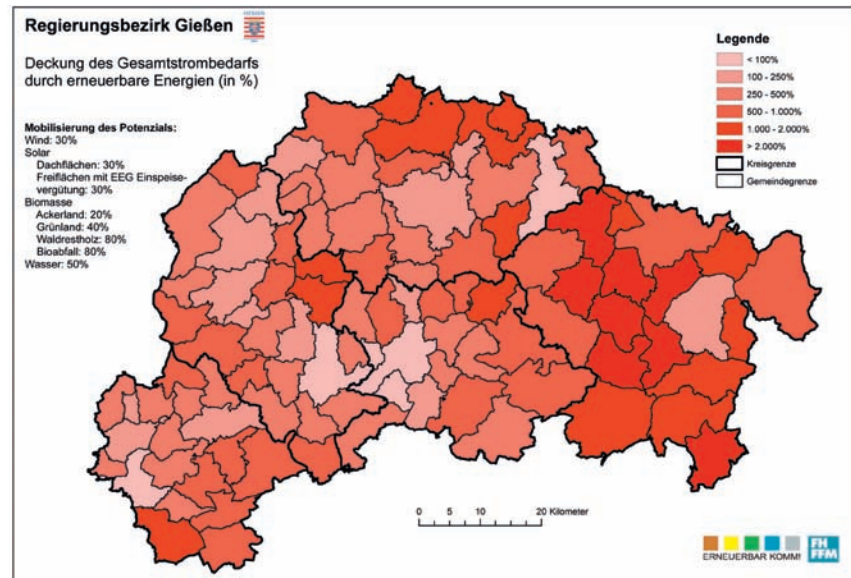 Regierungsbezirk Gießen
HESSEN
Deckung des Gesamtstrombedarfs
durch erneuerbare Energien (in %)
Mobilisierung des Potenzials:
Wind: 30%
Solar
Dachflächen: 30%
Freiflächen mit EEG Einspeise-
vergütung: 30%
Biomasse
Ackerland: 20%
Grünland: 40%
Waldrestholz: 80%
Bioabfall: 80%
Wasser: 50%
Legende
< 100%
100 - 250%
250 - 500%
500 - 1.000%
1.000 - 2.000%
> 2.000%
Kreisgrenze
Gemeindegrenze
0 5 10 20 Kilometer
ERNEUERBAR KOMM!
FH
FFM